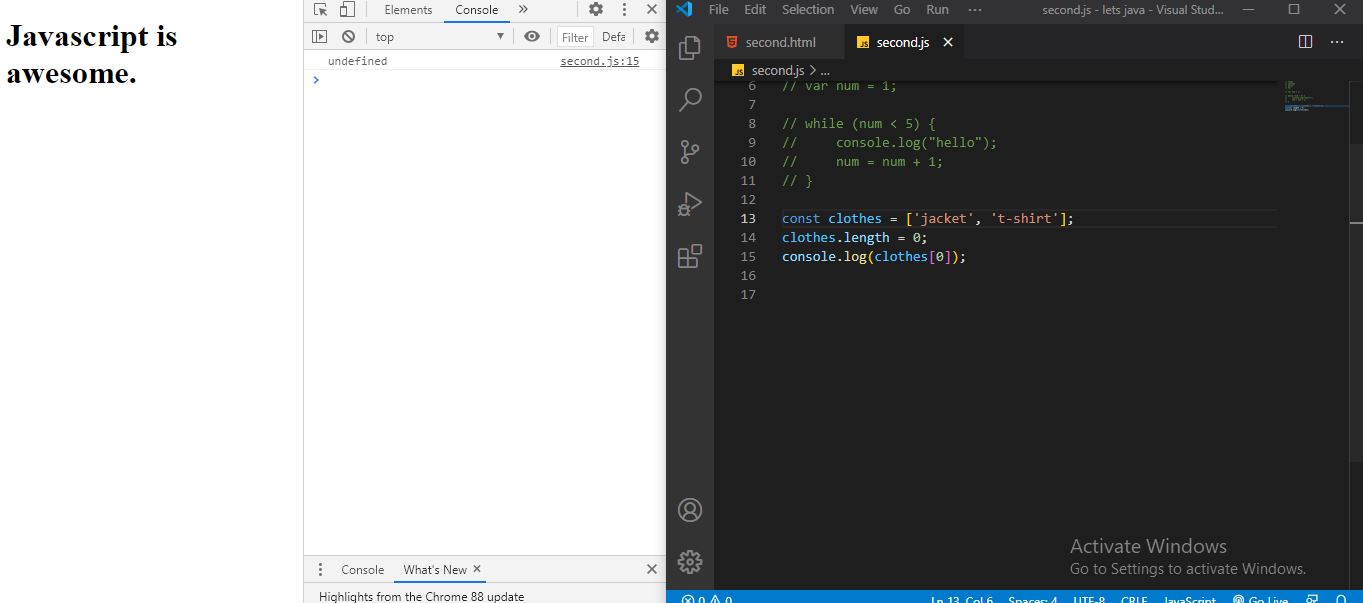 Javascript is
awesome.
Elements Console »
top Filter Defa
undefined second.js:15
>
Console What's New ×
Highlights from the Chrome 88 update
File Edit Selection View Go Run ··· second.js - lets java - Visual Stud...
second.html JS second.js ×
JS second.js > ...
6 // var num = 1;
7
8 // while (num < 5) {
9 //     console.log("hello");
10 //     num = num + 1;
11 // }
12
13 const clothes = ['jacket', 't-shirt'];
14 clothes.length = 0;
15 console.log(clothes[0]);
16
17
Activate Windows
Go to Settings to activate Windows.
0 0 Ln 13, Col 6 Spaces: 4 UTF-8 CRLF JavaScript Go Live